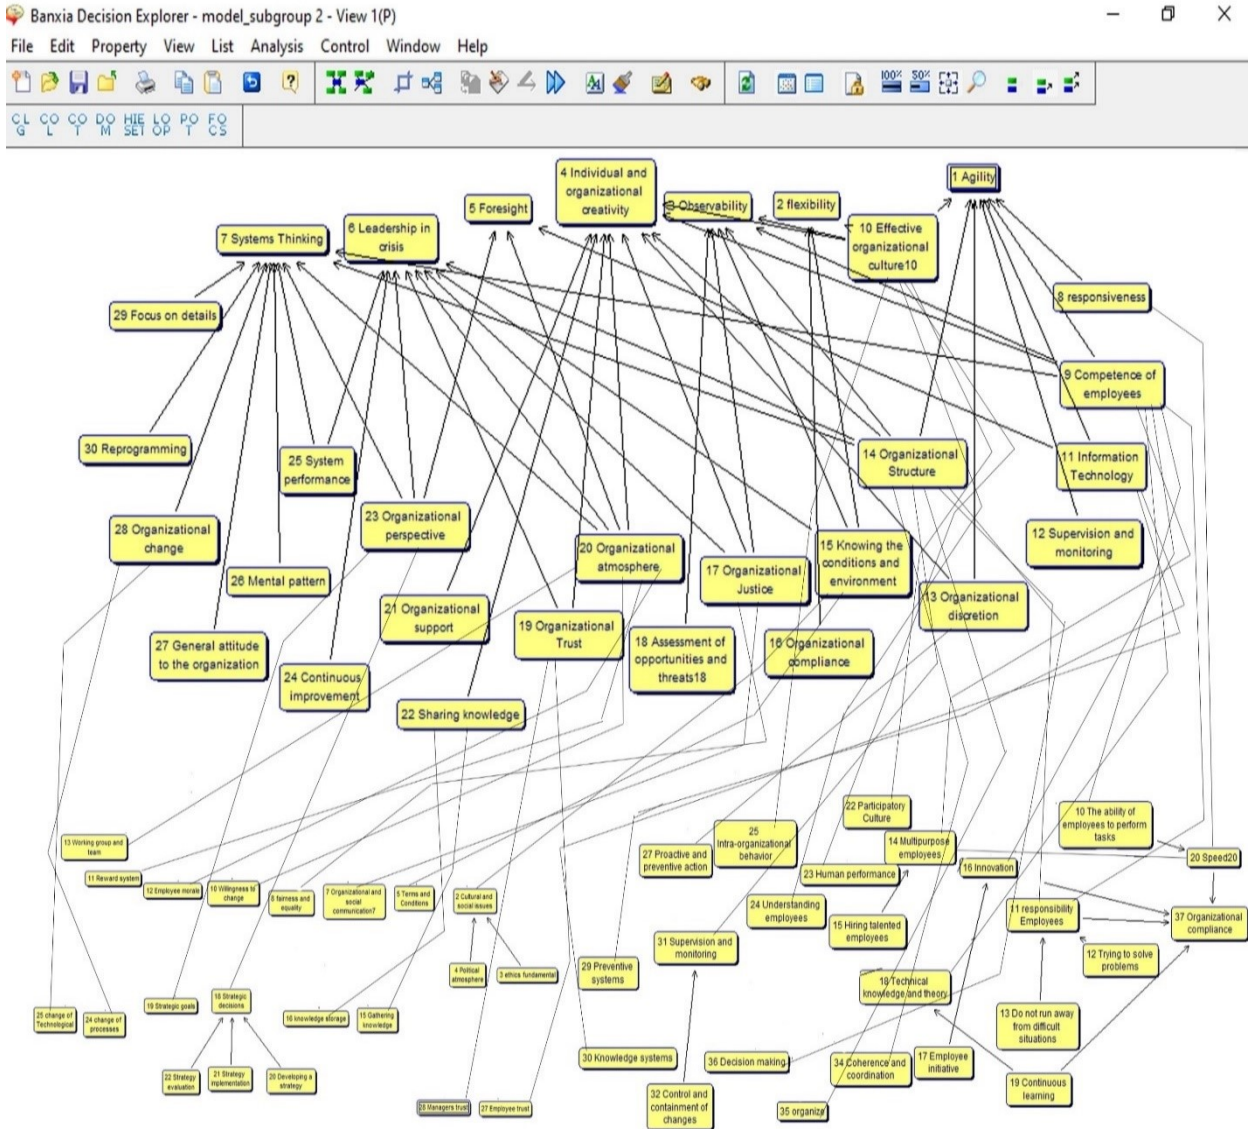 Banxia Decision Explorer - model_subgroup 2 - View 1(P)
File Edit Property View List Analysis Control Window Help
100% 50%
CL CO CO DO HIE LO PO FO
G L T M SET OP T CS
4 Individual and
organizational
creativity
1 Agility
5 Foresight
Observability
2 flexibility
7 Systems Thinking
6 Leadership in
crisis
10 Effective
organizational
culture10
29 Focus on details
8 responsiveness
9 Competence of
employees
30 Reprogramming
25 System
performance
14 Organizational
Structure
11 Information
Technology
28 Organizational
change
23 Organizational
perspective
20 Organizational
atmosphere
17 Organizational
Justice
15 Knowing the
conditions and
environment
12 Supervision and
monitoring
26 Mental pattern
21 Organizational
support
13 Organizational
discretion
27 General attitude
to the organization
24 Continuous
improvement
19 Organizational
Trust
18 Assessment of
opportunities and
threats18
16 Organizational
compliance
22 Sharing knowledge
13 Working group and
team
11 Reward system
12 Employee morale
10 Willingness to
change
8 fairness and
equality
7 Organizational and
social
communication7
5 Terms and
Conditions
2 Cultural and
social issues
4 Political
atmosphere
3 ethics fundamental
25 change of
Technological
24 change of
processes
19 Strategic goals
18 Strategic
decisions
22 Strategy
evaluation
21 Strategy
implementation
20 Developing a
strategy
16 knowledge storage
15 Gathering
knowledge
28 Managers trust
27 Employee trust
27 Proactive and
preventive action
25
Intra-organizational
behavior
22 Participatory
Culture
14 Multipurpose
employees
10 The ability of
employees to perform
tasks
20 Speed20
23 Human performance
16 Innovation
24 Understanding
employees
15 Hiring talented
employees
11 responsibility
Employees
37 Organizational
compliance
31 Supervision and
monitoring
12 Trying to solve
problems
29 Preventive
systems
18 Technical
knowledge and theory
13 Do not run away
from difficult
situations
30 Knowledge systems
36 Decision making
34 Coherence and
coordination
17 Employee
initiative
19 Continuous
learning
32 Control and
containment of
changes
35 organize